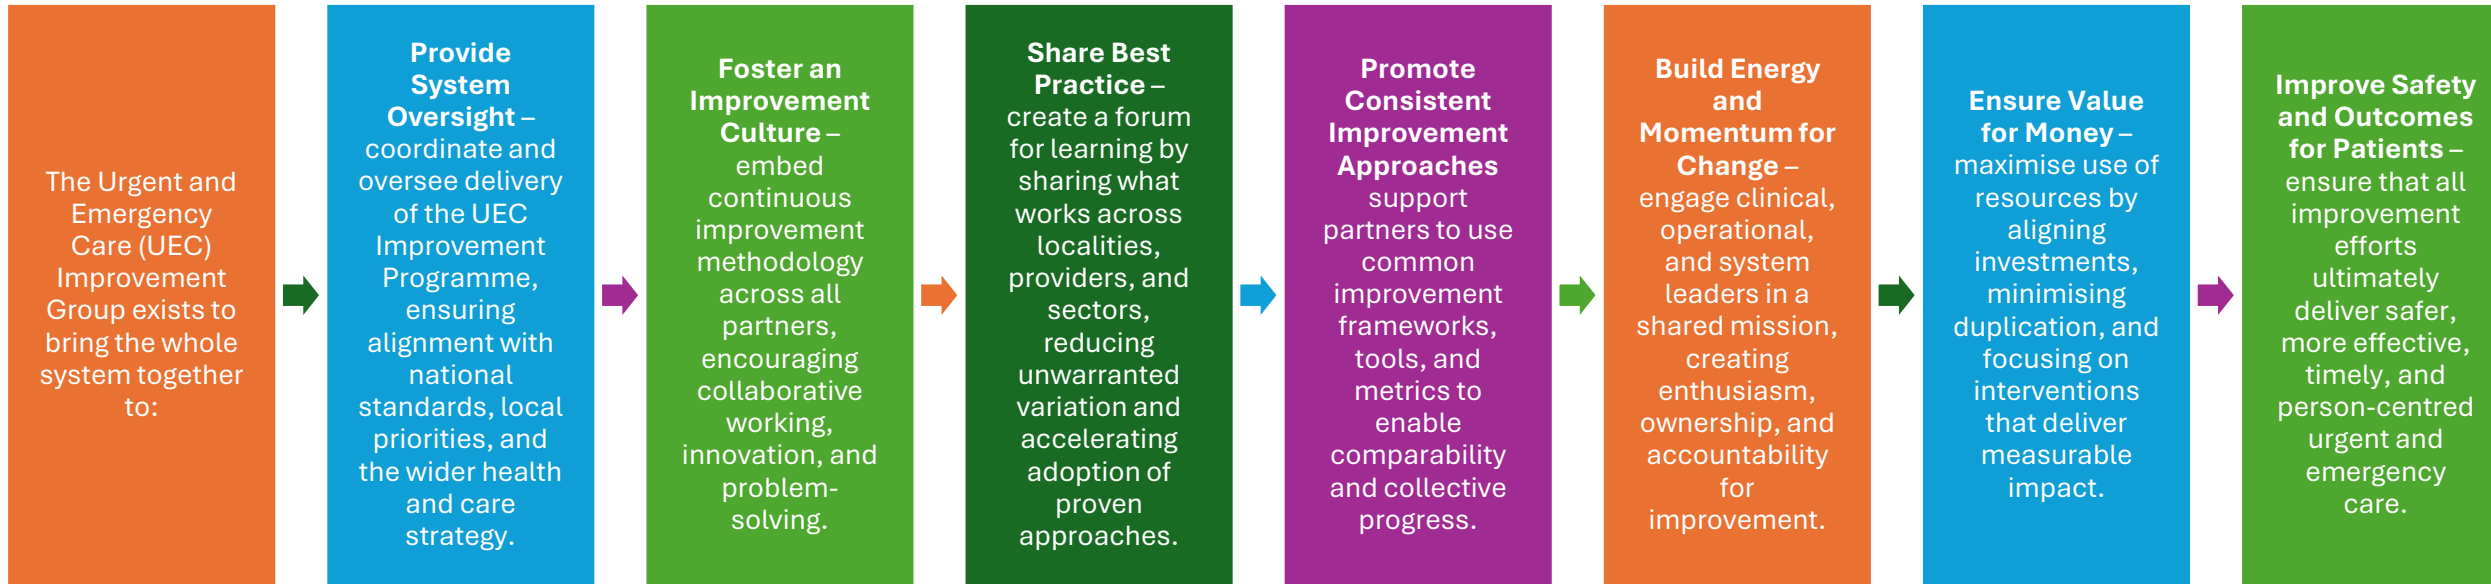 The Urgent and
Emergency
Care (UEC)
Improvement
Group exists to
bring the whole
system together
to:
Provide
System
Oversight –
coordinate and
oversee delivery
of the UEC
Improvement
Programme,
ensuring
alignment with
national
standards, local
priorities, and
the wider health
and care
strategy.
Foster an
Improvement
Culture –
embed
continuous
improvement
methodology
across all
partners,
encouraging
collaborative
working,
innovation, and
problem-
solving.
Share Best
Practice –
create a forum
for learning by
sharing what
works across
localities,
providers, and
sectors,
reducing
unwarranted
variation and
accelerating
adoption of
proven
approaches.
Promote
Consistent
Improvement
Approaches
support
partners to use
common
improvement
frameworks,
tools, and
metrics to
enable
comparability
and collective
progress.
Build Energy
and
Momentum for
Change –
engage clinical,
operational,
and system
leaders in a
shared mission,
creating
enthusiasm,
ownership, and
accountability
for
improvement.
Ensure Value
for Money –
maximise use of
resources by
aligning
investments,
minimising
duplication, and
focusing on
interventions
that deliver
measurable
impact.
Improve Safety
and Outcomes
for Patients –
ensure that all
improvement
efforts
ultimately
deliver safer,
more effective,
timely, and
person-centred
urgent and
emergency
care.